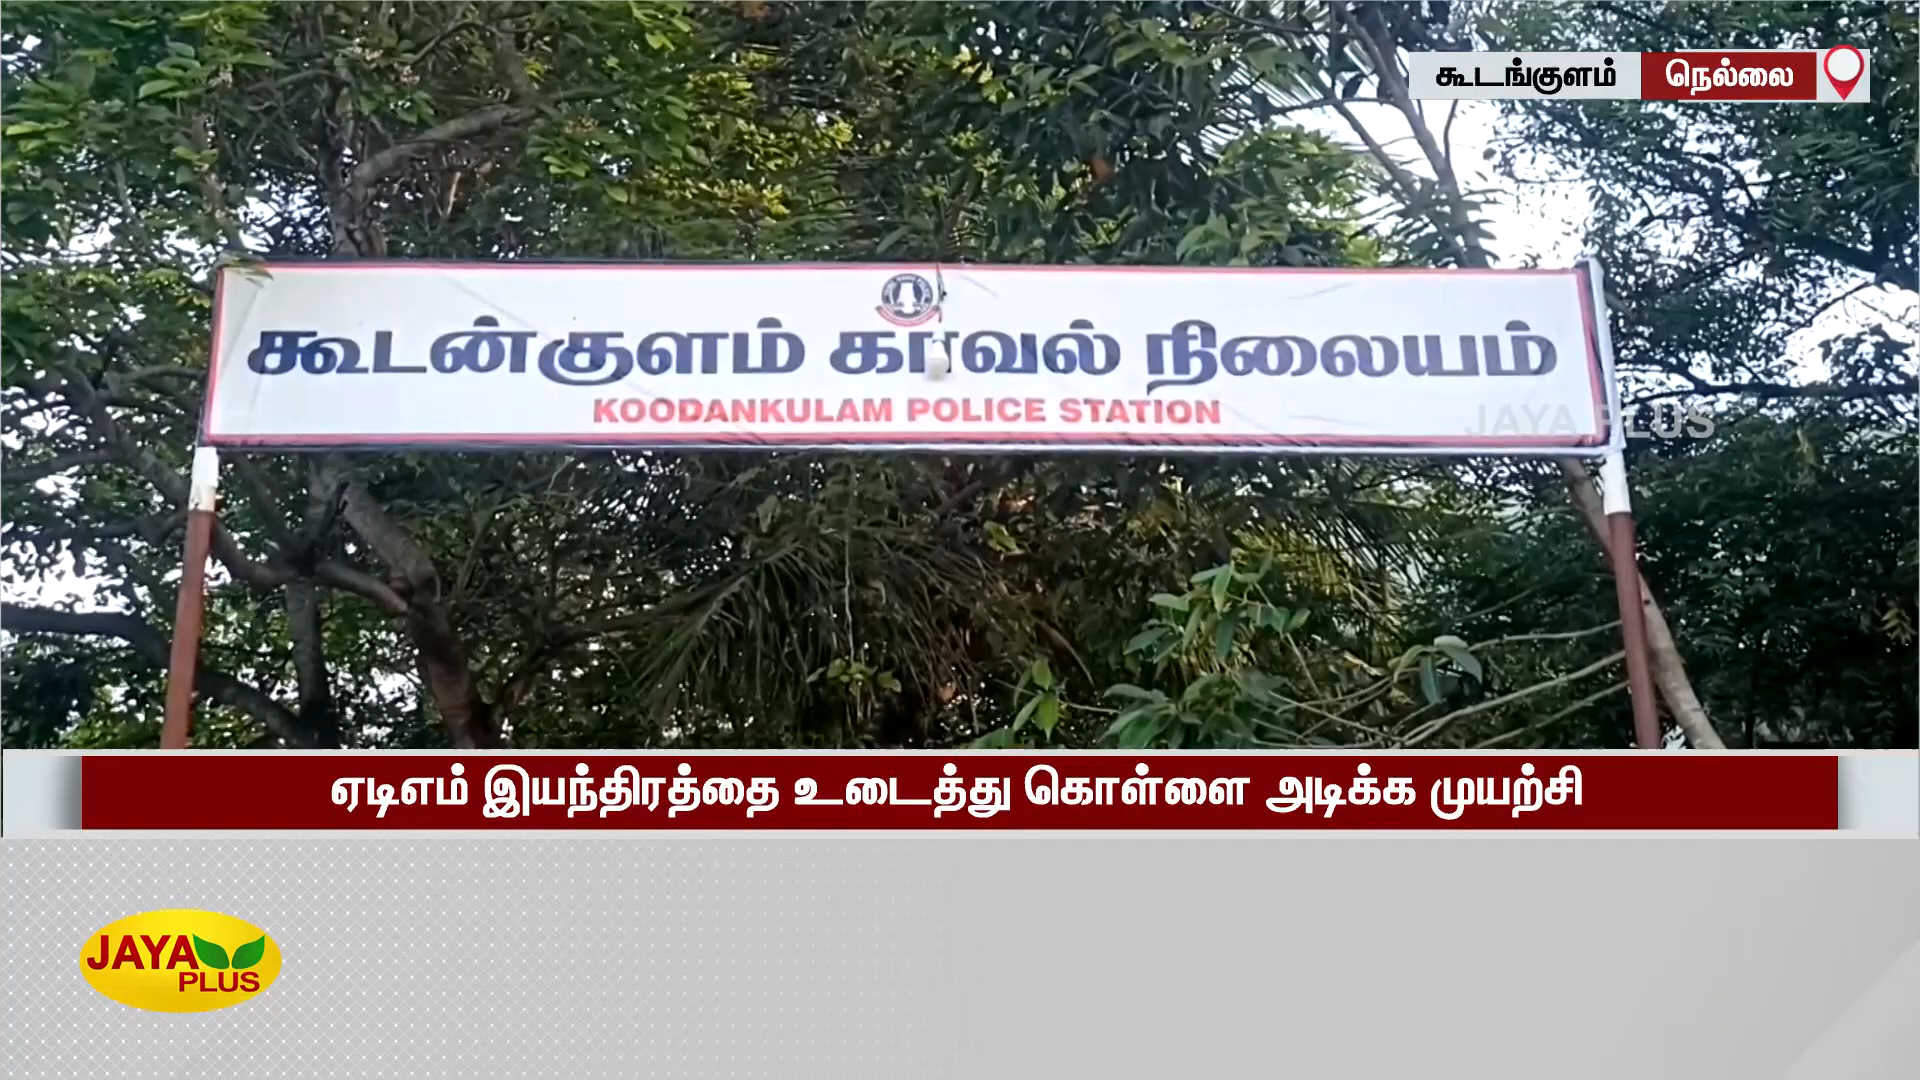 கூடங்குளம் நெல்லை
கூடன்குளம் காவல் நிலையம்
KOODANKULAM POLICE STATION
JAYA PLUS
ஏடிஎம் இயந்திரத்தை உடைத்து கொள்ளை அடிக்க முயற்சி
JAYA
PLUS